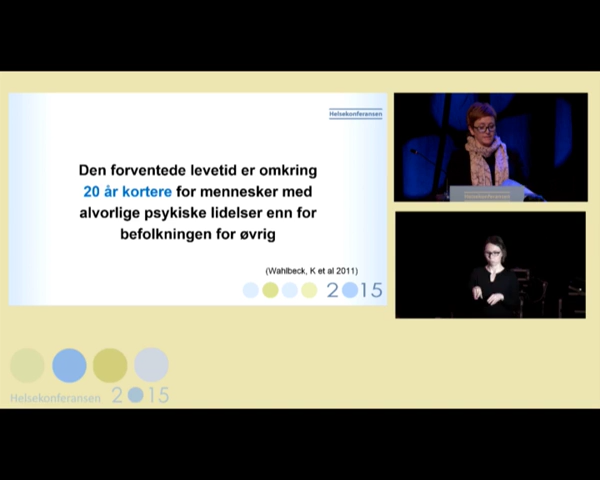 Helsekonferansen
Den forventede levetid er omkring
20 år kortere for mennesker med
alvorlige psykiske lidelser enn for
befolkningen for øvrig
(Wahlbeck, K et al 2011)
2015
Helsekonferansen
Helsekonferansen 2015